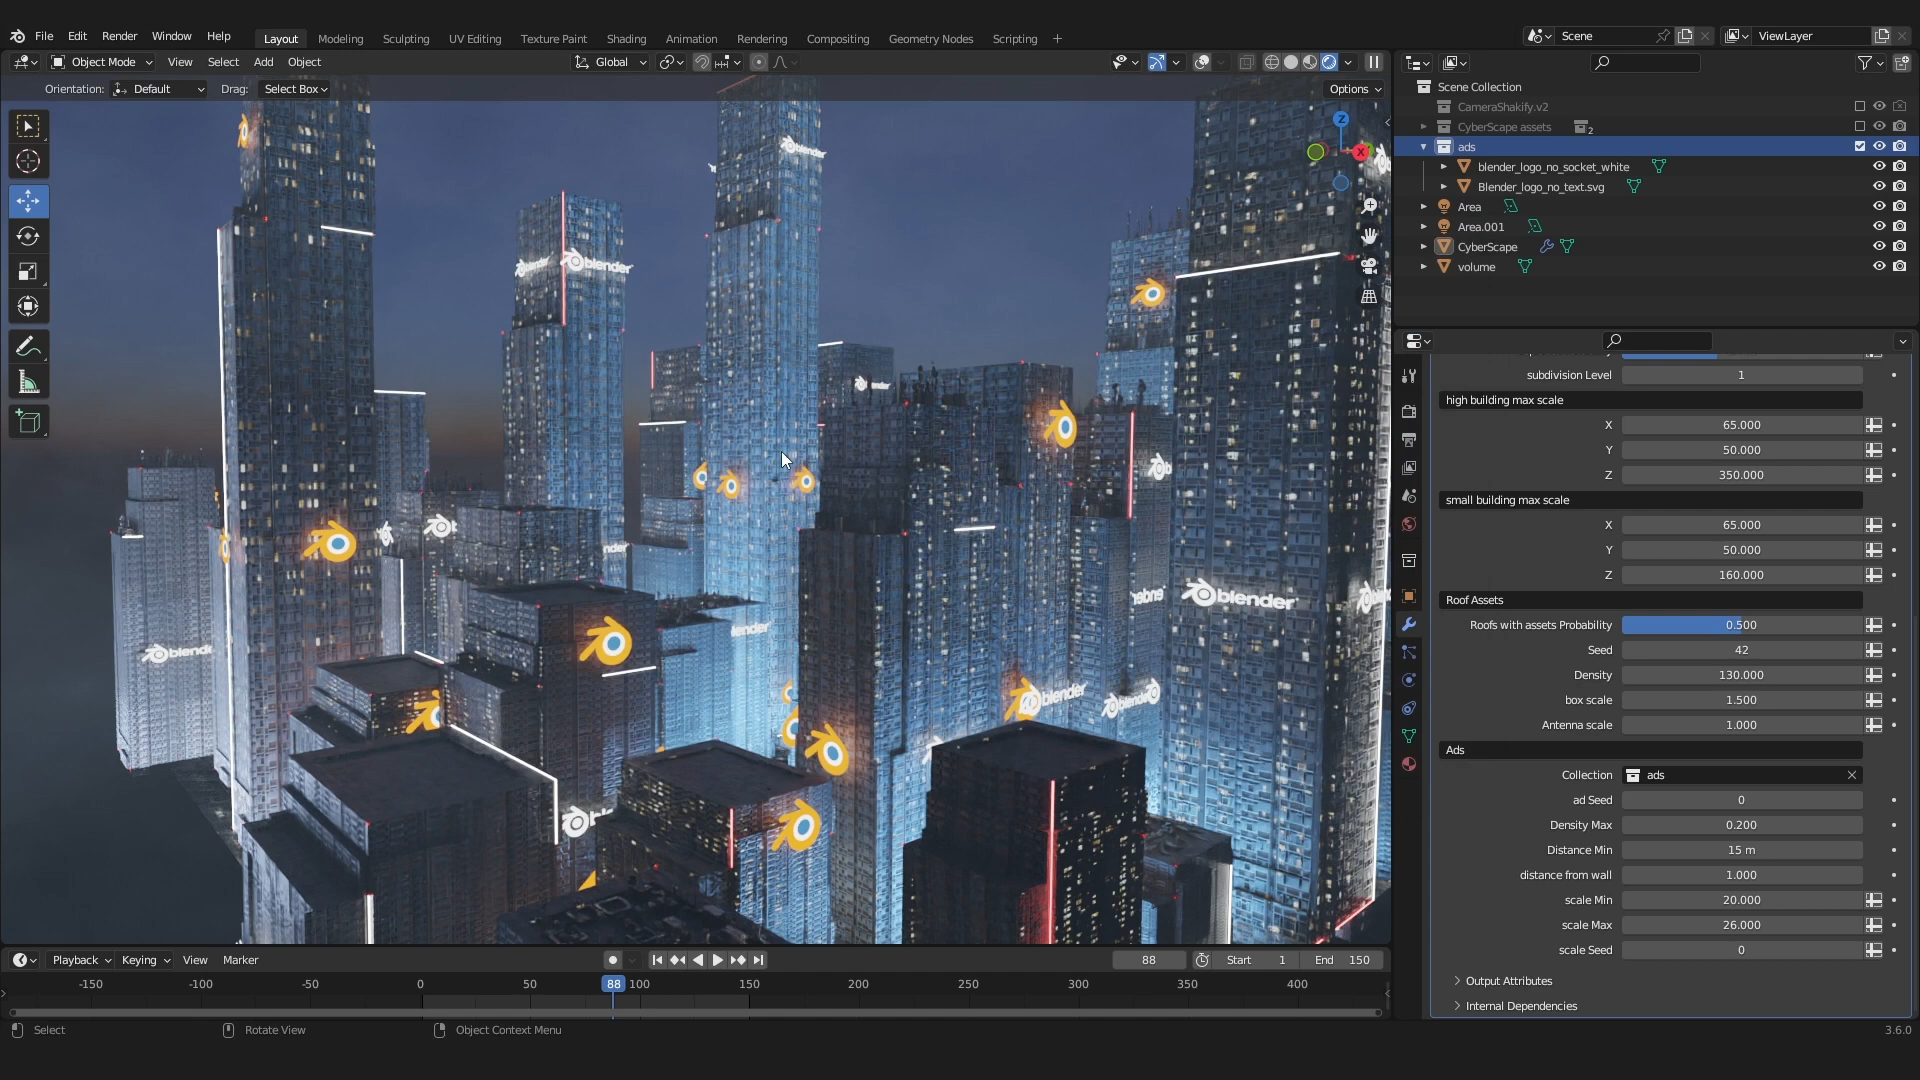 File Edit Render Window Help
Layout Modeling Sculpting UV Editing Texture Paint Shading Animation Rendering Compositing Geometry Nodes Scripting +
Scene
ViewLayer
Object Mode View Select Add Object
Global
Orientation: Default Drag: Select Box
Options
Z
X
Scene Collection
CameraShakify.v2
CyberScape assets 2
ads
blender_logo_no_socket_white
Blender_logo_no_text.svg
Area
Area.001
CyberScape
volume
blender
blender
blender
blender
blender
subdivision Level 1
high building max scale
X 65.000
Y 50.000
Z 350.000
small building max scale
X 65.000
Y 50.000
Z 160.000
Roof Assets
Roofs with assets Probability 0.500
Seed 42
Density 130.000
box scale 1.500
Antenna scale 1.000
Ads
Collection ads
ad Seed 0
Density Max 0.200
Distance Min 15 m
distance from wall 1.000
scale Min 20.000
scale Max 26.000
scale Seed 0
Output Attributes
Internal Dependencies
Playback Keying View Marker
88
Start 1
End 150
-150 -100 -50 0 50 88 100 150 200 250 300 350 400
Select
Rotate View
Object Context Menu
3.6.0